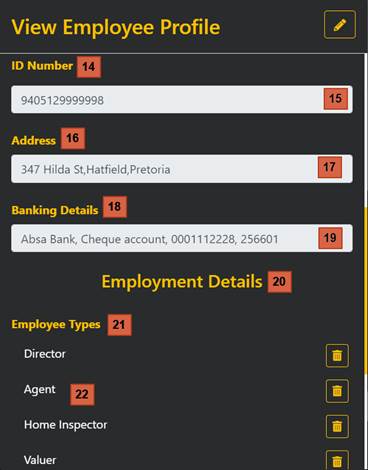 View Employee Profile
ID Number 14
9405129999998 15
Address 16
347 Hilda St,Hatfield,Pretoria 17
Banking Details 18
Absa Bank, Cheque account, 0001112228, 256601 19
Employment Details 20
Employee Types 21
Director
Agent 22
Home Inspector
Valuer